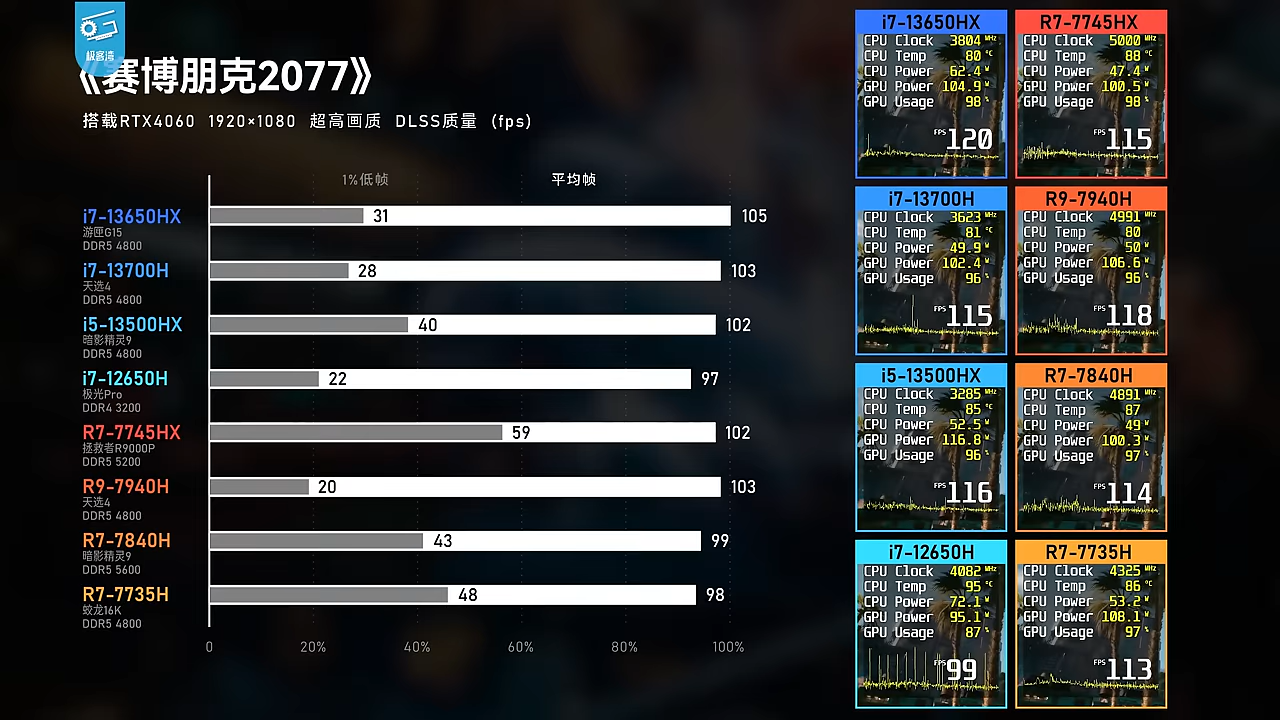 极客湾
《赛博朋克2077》
搭载RTX4060 1920×1080 超高画质 DLSS质量 (fps)
1%低帧 平均帧
i7-13650HX 31 105
游匣G15
DDR5 4800
i7-13700H 28 103
天选4
DDR5 4800
i5-13500HX 40 102
暗影精灵9
DDR5 4800
i7-12650H 22 97
极光Pro
DDR4 3200
R7-7745HX 59 102
拯救者R9000P
DDR5 5200
R9-7940H 20 103
天选4
DDR5 4800
R7-7840H 43 99
暗影精灵9
DDR5 5600
R7-7735H 48 98
蛟龙16K
DDR5 4800
0 20% 40% 60% 80% 100%
i7-13650HX
CPU Clock 3804 MHz
CPU Temp 80 °C
CPU Power 62.4 W
GPU Power 104.9 W
GPU Usage 98 %
FPS 120
R7-7745HX
CPU Clock 5000 MHz
CPU Temp 88 °C
CPU Power 47.4 W
GPU Power 100.5 W
GPU Usage 98 %
FPS 115
i7-13700H
CPU Clock 3623 MHz
CPU Temp 81 °C
CPU Power 49.9 W
GPU Power 102.4 W
GPU Usage 96 %
FPS 115
R9-7940H
CPU Clock 4991 MHz
CPU Temp 80
CPU Power 50 W
GPU Power 106.6 W
GPU Usage 96 %
FPS 118
i5-13500HX
CPU Clock 3285 MHz
CPU Temp 85 °C
CPU Power 52.5 W
GPU Power 116.8 W
GPU Usage 96 %
FPS 116
R7-7840H
CPU Clock 4891 MHz
CPU Temp 87
CPU Power 49 W
GPU Power 100.3 W
GPU Usage 97 %
FPS 114
i7-12650H
CPU Clock 4082 MHz
CPU Temp 95 °C
CPU Power 72.1 W
GPU Power 95.1 W
GPU Usage 87 %
FPS 99
R7-7735H
CPU Clock 4325 MHz
CPU Temp 86 °C
CPU Power 53.2 W
GPU Power 108.1 W
GPU Usage 97 %
FPS 113